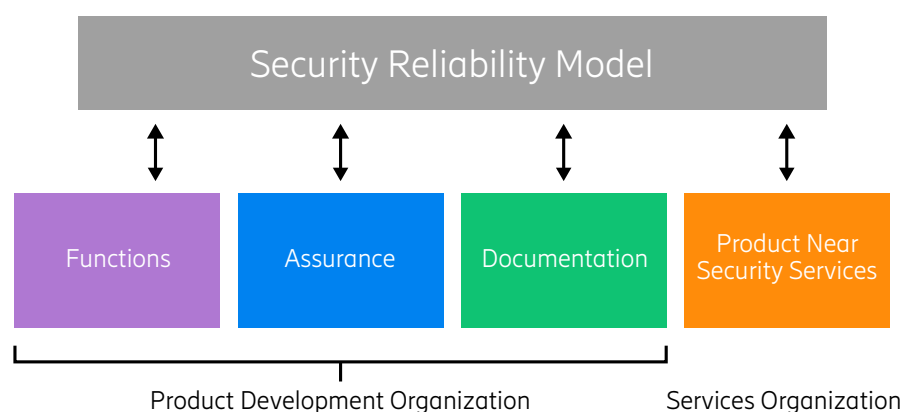 Security Reliability Model
Functions
Assurance
Documentation
Product Near
Security Services
Product Development Organization
Services Organization